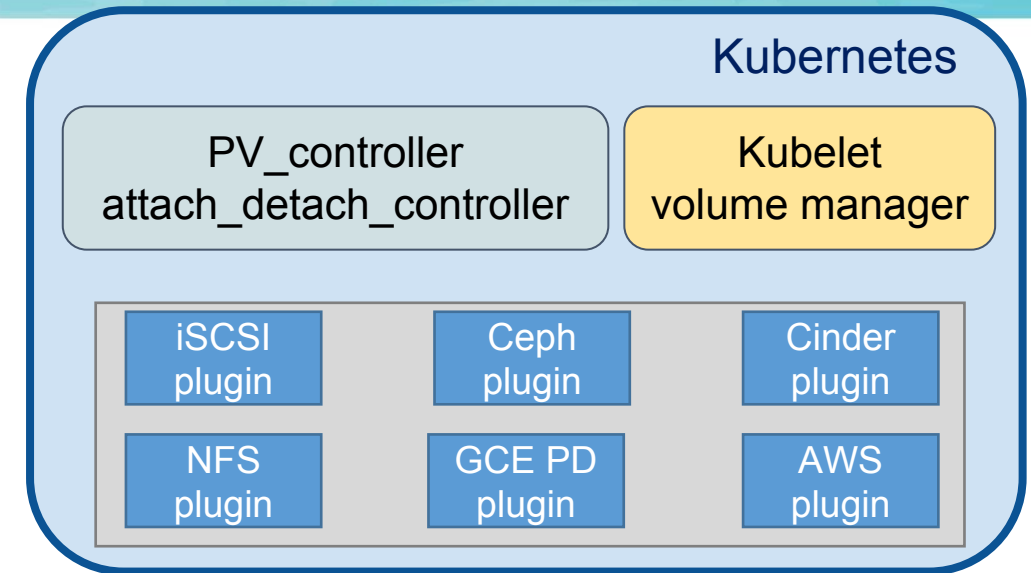 Kubernetes
PV_controller
attach_detach_controller
Kubelet
volume manager
iSCSI
plugin
Ceph
plugin
Cinder
plugin
NFS
plugin
GCE PD
plugin
AWS
plugin